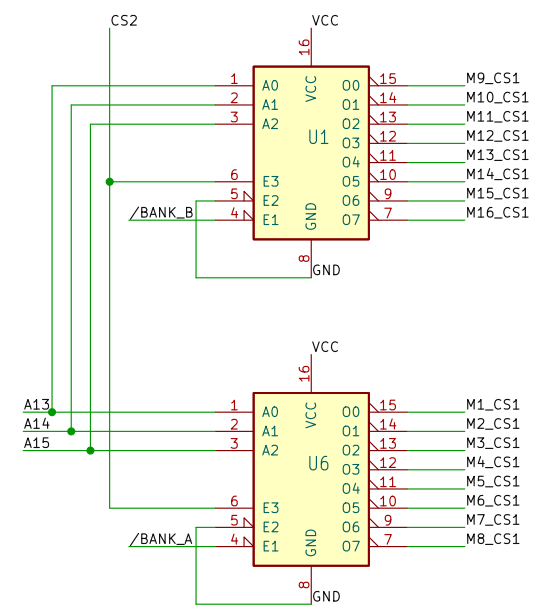 CS2
VCC
16
1 A0 VCC O0 15 M9_CS1
2 A1 O1 14 M10_CS1
3 A2 O2 13 M11_CS1
U1 O3 12 M12_CS1
O4 11 M13_CS1
6 E3 O5 10 M14_CS1
5 E2 O6 9 M15_CS1
/BANK_B 4 E1 GND O7 7 M16_CS1
8
GND
VCC
16
A13 1 A0 VCC O0 15 M1_CS1
A14 2 A1 O1 14 M2_CS1
A15 3 A2 O2 13 M3_CS1
U6 O3 12 M4_CS1
O4 11 M5_CS1
6 E3 O5 10 M6_CS1
5 E2 O6 9 M7_CS1
/BANK_A 4 E1 GND O7 7 M8_CS1
8
GND